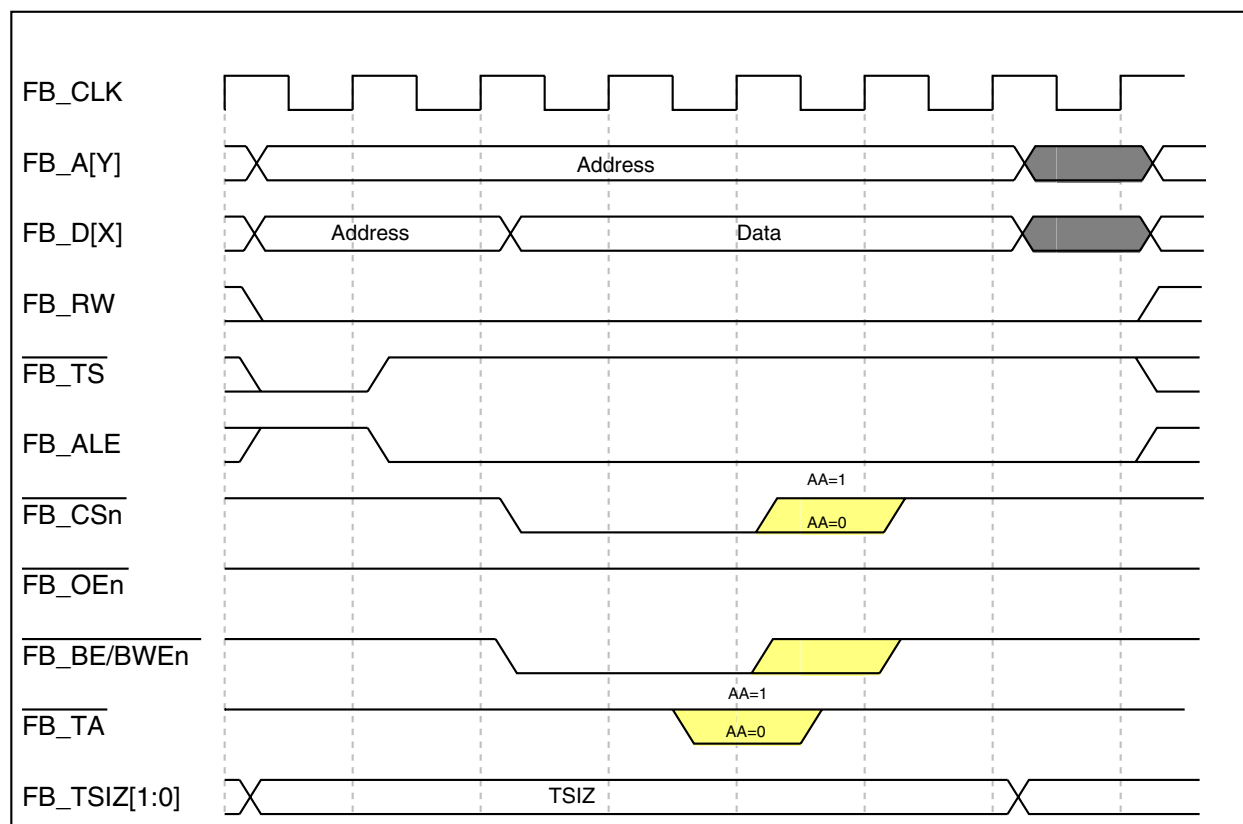 FB_CLK
FB_A[Y]
Address
FB_D[X]
Address
Data
FB_RW
FB_TS
FB_ALE
AA=1
FB_CSn
AA=0
FB_OEn
FB_BE/BWEn
AA=1
FB_TA
AA=0
FB_TSIZ[1:0]
TSIZ